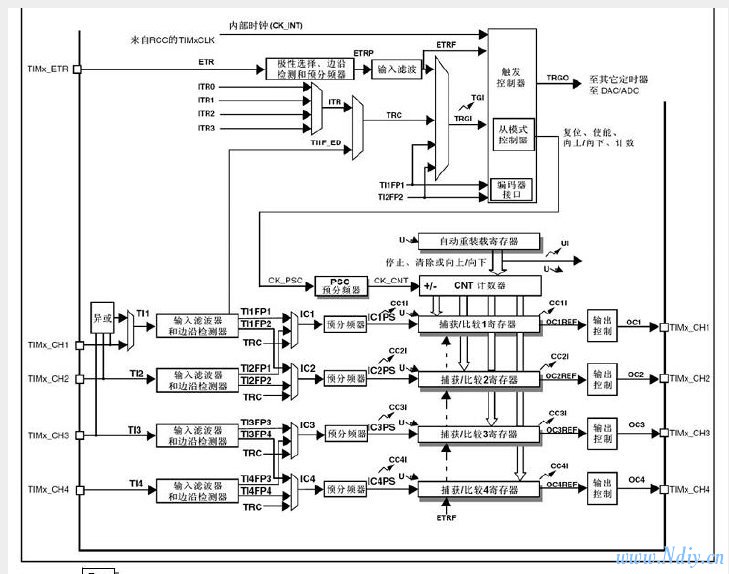 内部时钟(CK_INT)
来自RCC的TIMxCLK
TIMx_ETR
ETR
极性选择、边沿
检测和预分频器
ETRP
输入滤波
ETRF
触发
控制器
TRGO
至其它定时器
至 DAC/ADC
ITR0
ITR1
ITR2
ITR3
ITR
TRC
TI1F_ED
TGI
TRGI
从模式
控制器
复位、使能、
向上/向下、计数
TI1FP1
TI2FP2
编码器
接口
U
自动重装载寄存器
UI
停止、清除或向上/向下
U
CK_PSC
PSC
预分频器
CK_CNT
+/-
CNT 计数器
异或
TI1
输入滤波器
和边沿检测器
TI1FP1
TI1FP2
TRC
IC1
预分频器
IC1PS
CC1I
U
捕获/比较1寄存器
CC1I
OC1REF
输出
控制
OC1
TIMx_CH1
TIMx_CH1
TIMx_CH2
TI2
输入滤波器
和边沿检测器
TI2FP1
TI2FP2
TRC
IC2
预分频器
IC2PS
CC2I
U
捕获/比较2寄存器
CC2I
OC2REF
输出
控制
OC2
TIMx_CH2
TIMx_CH3
TI3
输入滤波器
和边沿检测器
TI3FP3
TI3FP4
TRC
IC3
预分频器
IC3PS
CC3I
U
捕获/比较3寄存器
CC3I
OC3REF
输出
控制
OC3
TIMx_CH3
TIMx_CH4
TI4
输入滤波器
和边沿检测器
TI4FP3
TI4FP4
TRC
IC4
预分频器
IC4PS
CC4I
U
捕获/比较4寄存器
CC4I
OC4REF
输出
控制
OC4
TIMx_CH4
ETRF
www.Ndiy.cn